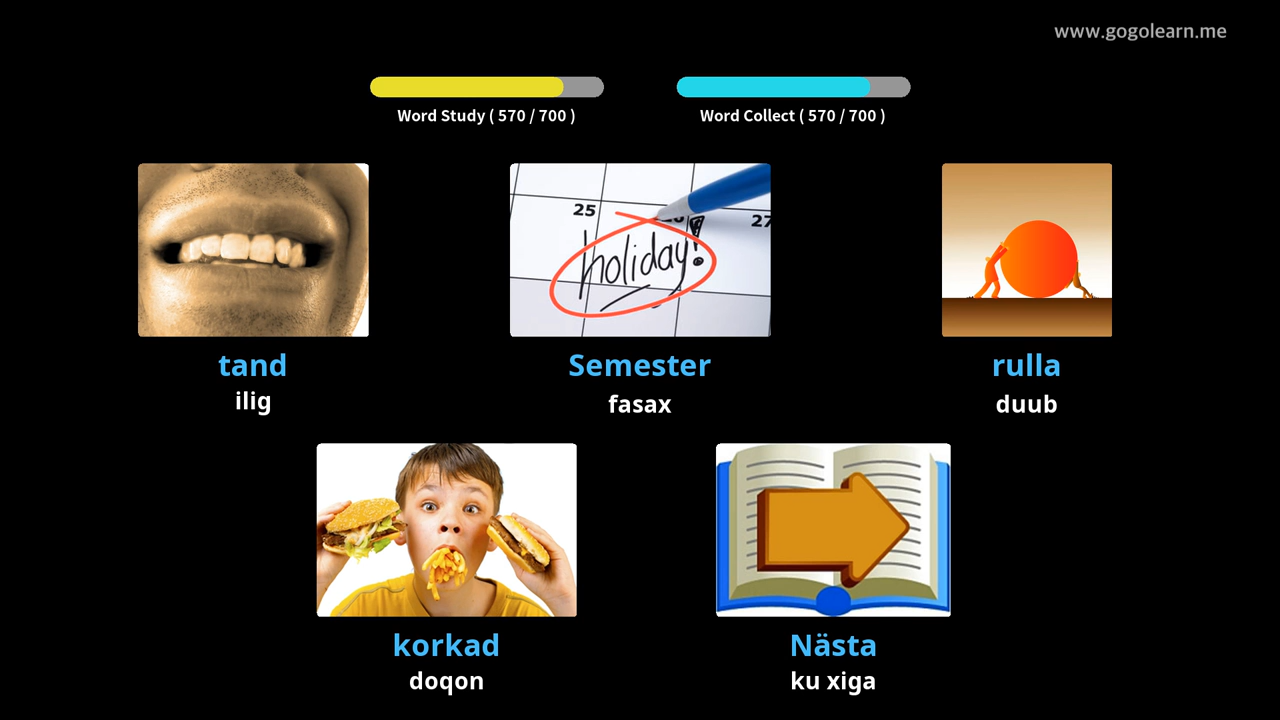 www.gogolearn.me
Word Study ( 570 / 700 )
Word Collect ( 570 / 700 )
25
27
holiday!
tand
ilig
Semester
fasax
rulla
duub
korkad
doqon
Nästa
ku xiga